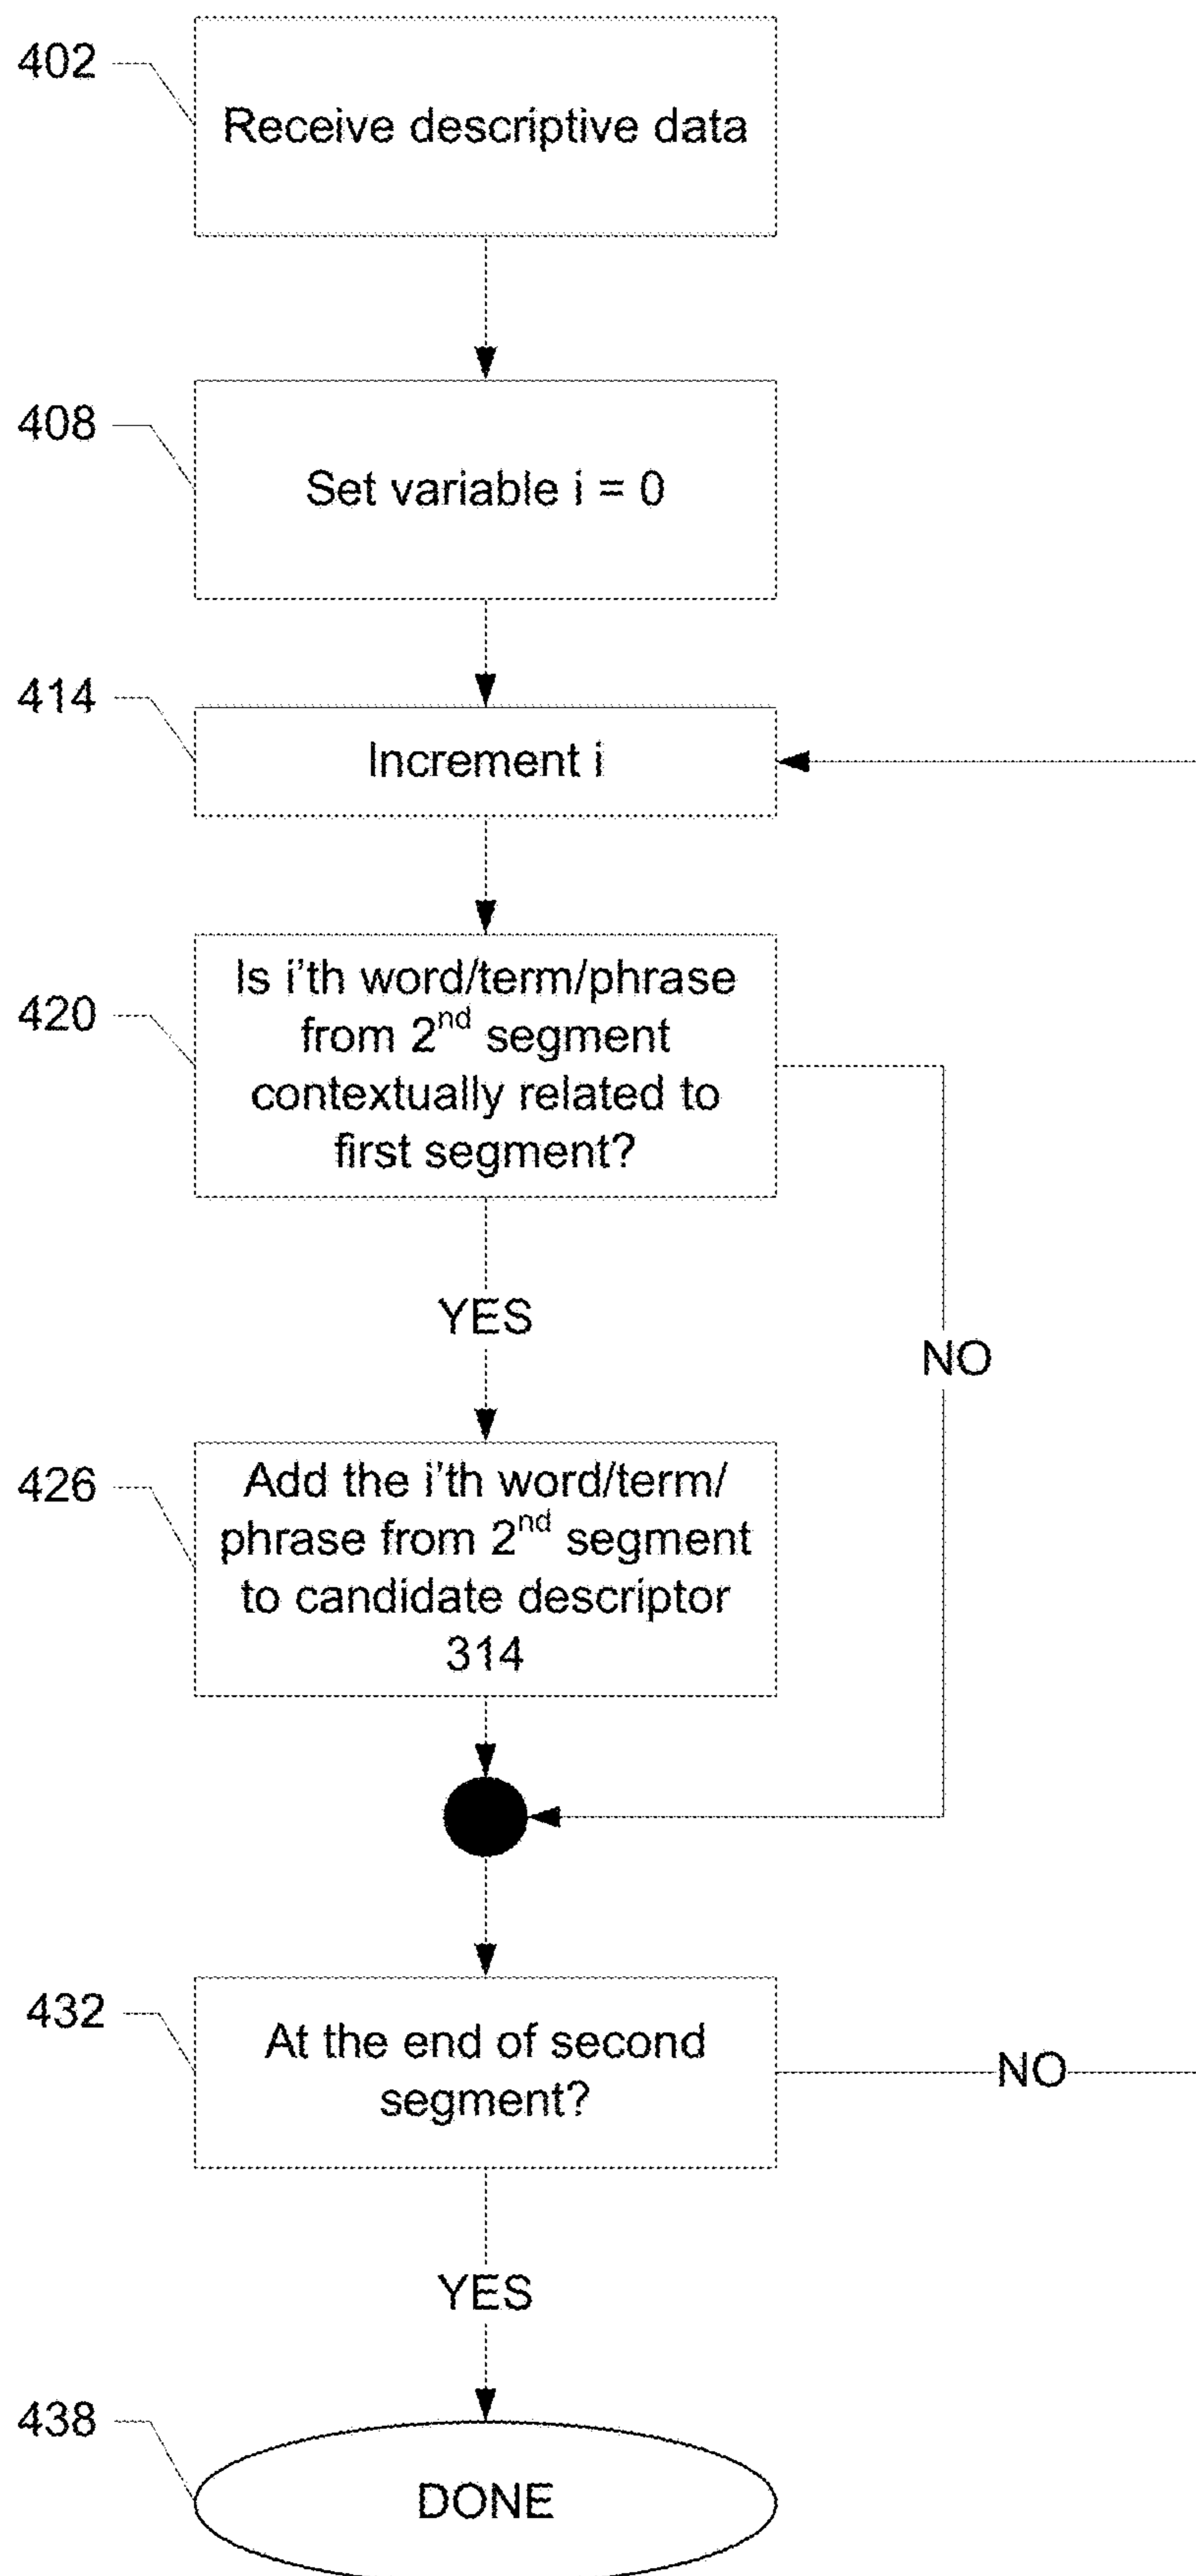 402
Receive descriptive data
408
Set variable i = 0
414
Increment i
420
Is i'th word/term/phrase
from 2nd segment
contextually related to
first segment?
YES
NO
426
Add the i'th word/term/
phrase from 2nd segment
to candidate descriptor
314
432
At the end of second
segment?
NO
YES
438
DONE